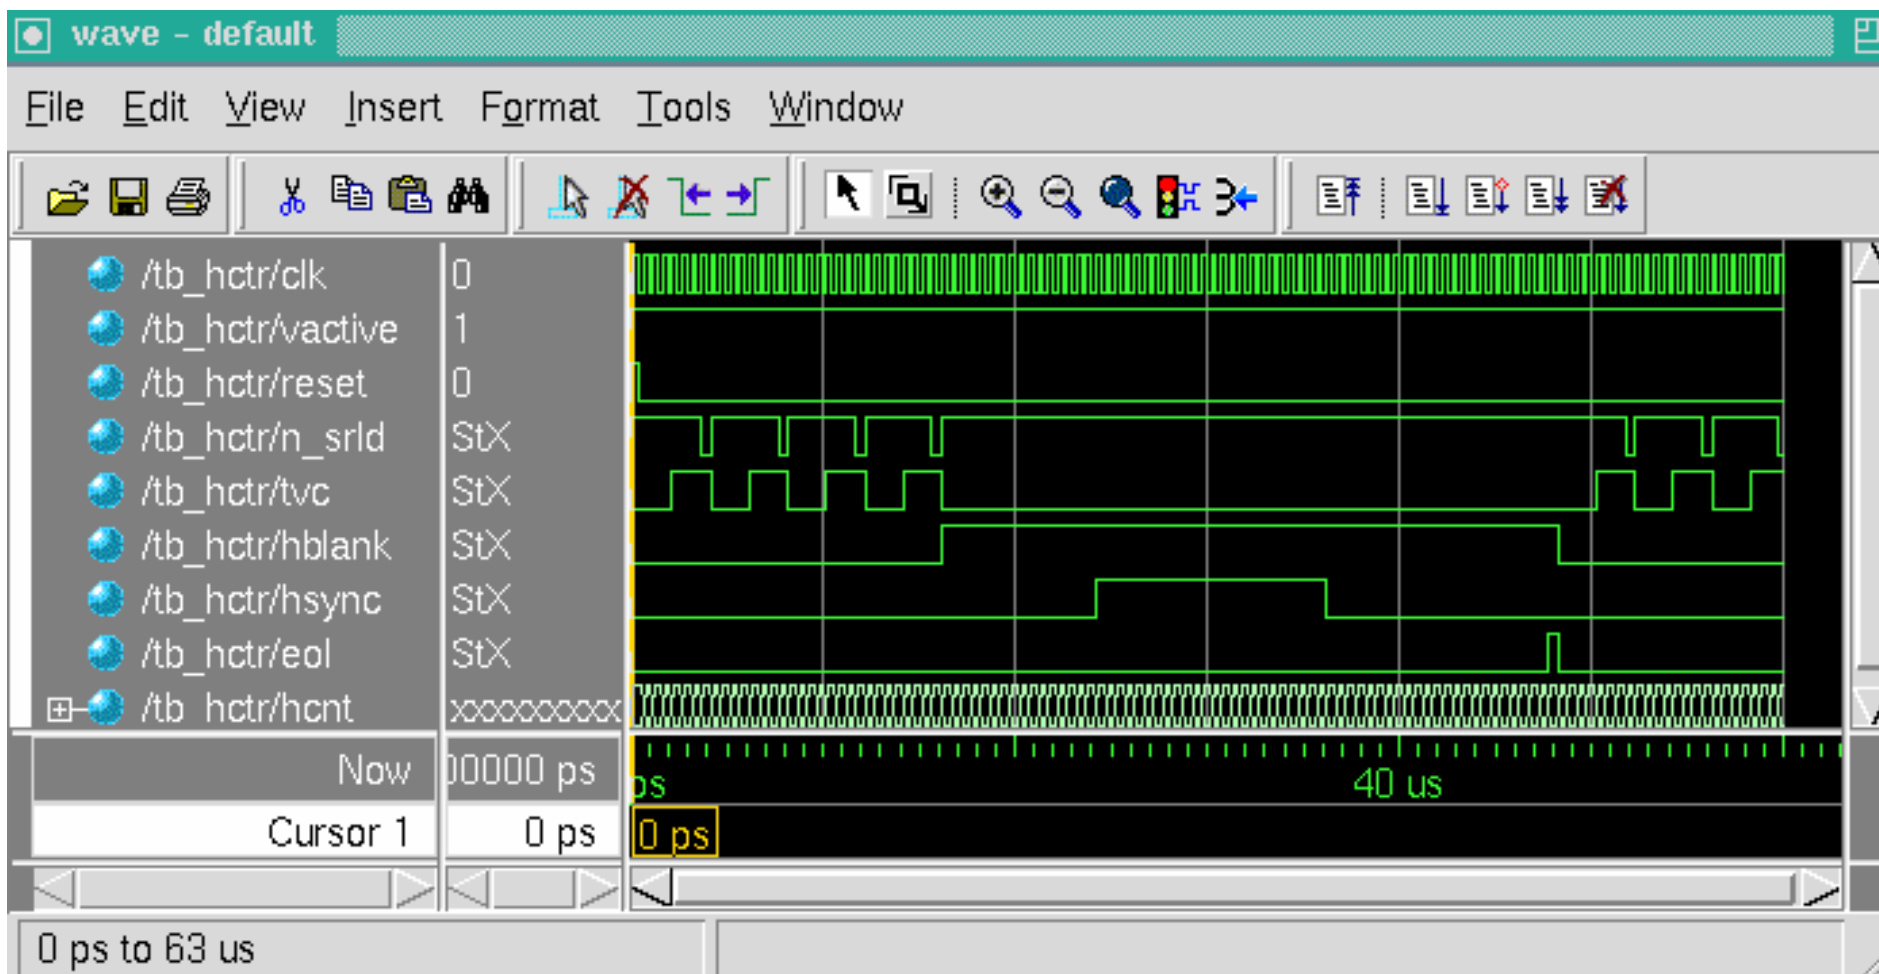 wave - default
File Edit View Insert Format Tools Window
/tb_hctr/clk 0
/tb_hctr/vactive 1
/tb_hctr/reset 0
/tb_hctr/n_srld StX
/tb_hctr/tvc StX
/tb_hctr/hblank StX
/tb_hctr/hsync StX
/tb_hctr/eol StX
/tb_hctr/hcnt xxxxxxxxx
Now 00000 ps ps 40 us
Cursor 1 0 ps 0 ps
0 ps to 63 us